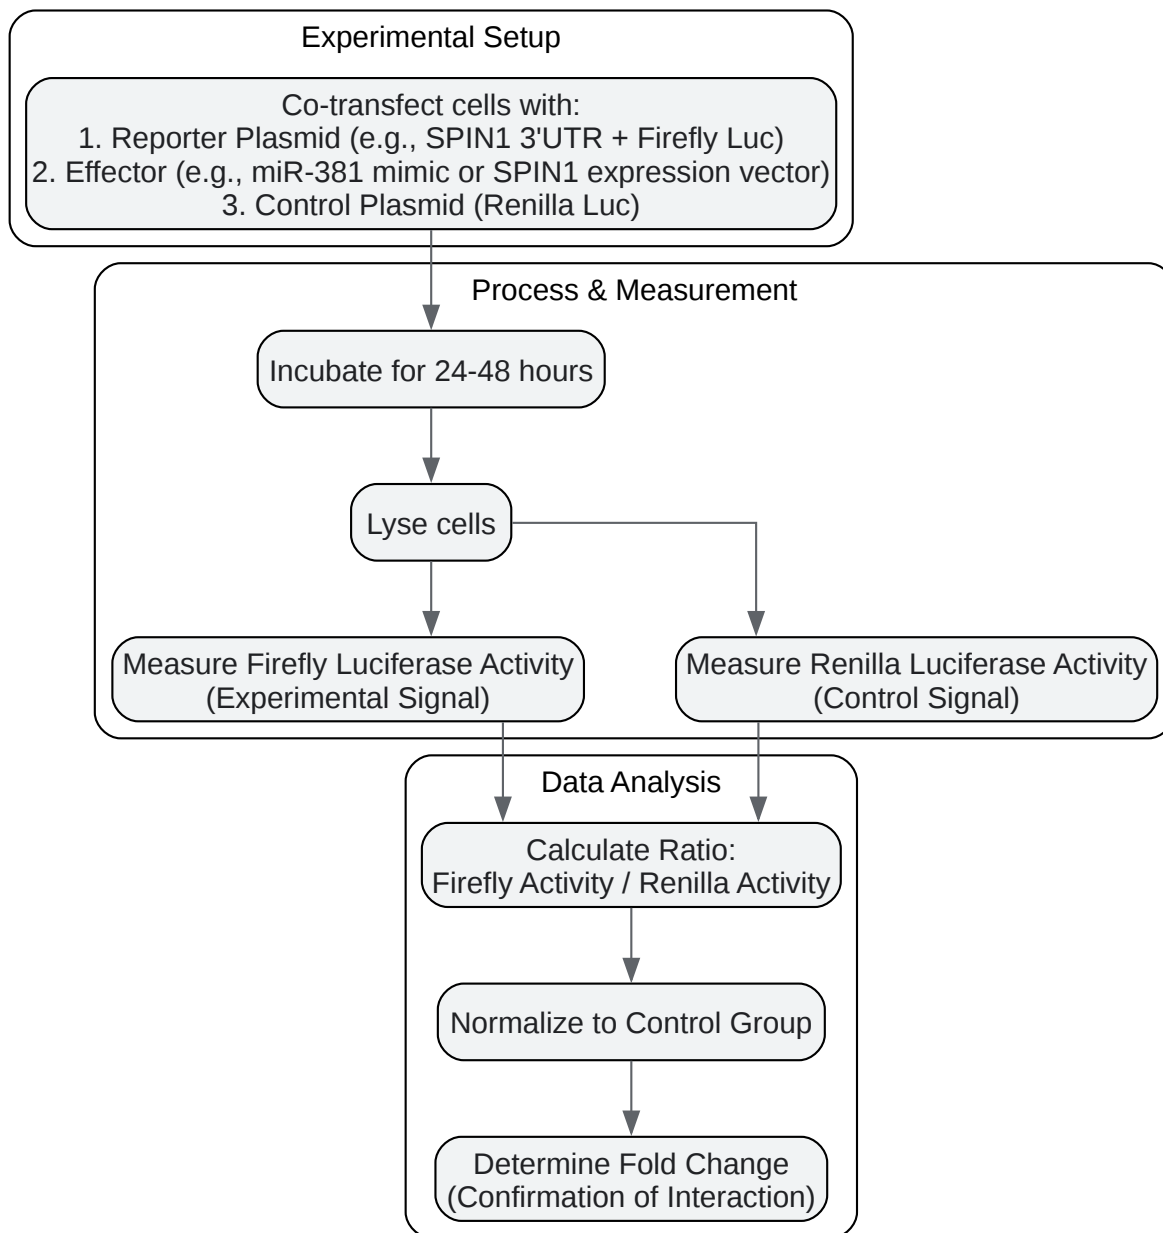 Experimental Setup
Co-transfect cells with:
1. Reporter Plasmid (e.g., SPIN1 3'UTR + Firefly Luc)
2. Effector (e.g., miR-381 mimic or SPIN1 expression vector)
3. Control Plasmid (Renilla Luc)
Process & Measurement
Incubate for 24-48 hours
Lyse cells
Measure Firefly Luciferase Activity
(Experimental Signal)
Measure Renilla Luciferase Activity
(Control Signal)
Data Analysis
Calculate Ratio:
Firefly Activity / Renilla Activity
Normalize to Control Group
Determine Fold Change
(Confirmation of Interaction)